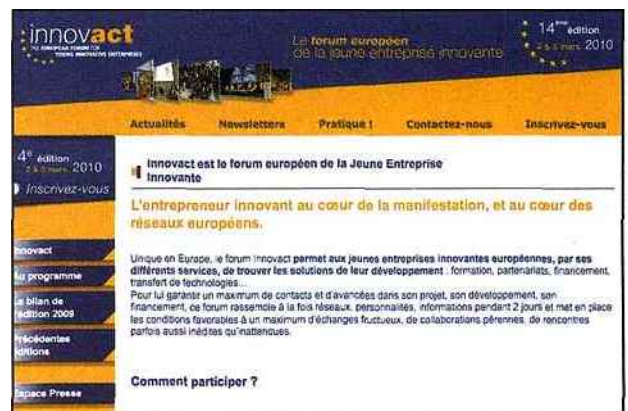 innovact
THE EUROPEAN FORUM FOR
YOUNG INNOVATIVE ENTERPRISES
Le forum européen
de la jeune entreprise innovante
14ème édition
2 & 3 mars 2010
Actualités Newsletters Pratique ! Contactez-nous Inscrivez-vous
4e édition
2 & 3 mars 2010
Inscrivez-vous
Innovact est le forum européen de la Jeune Entreprise
Innovante
L'entrepreneur innovant au cœur de la manifestation, et au cœur des
réseaux européens.
Innovact
Au programme
Le bilan de
l'édition 2009
Précédentes
éditions
Espace Presse
Unique en Europe, le forum Innovact permet aux jeunes entreprises innovantes européennes, par ses
différents services, de trouver les solutions de leur développement : formation, partenariats, financement,
transfert de technologies...
Pour lui garantir un maximum de contacts et d'avancées dans son projet, son développement, son
financement, ce forum rassemble à la fois réseaux, personnalités, informations pendant 2 jours et met en place
les conditions favorables à un maximum d'échanges fructueux, de collaborations pérennes, de rencontres
parfois aussi inédites qu'inattendues.
Comment participer ?